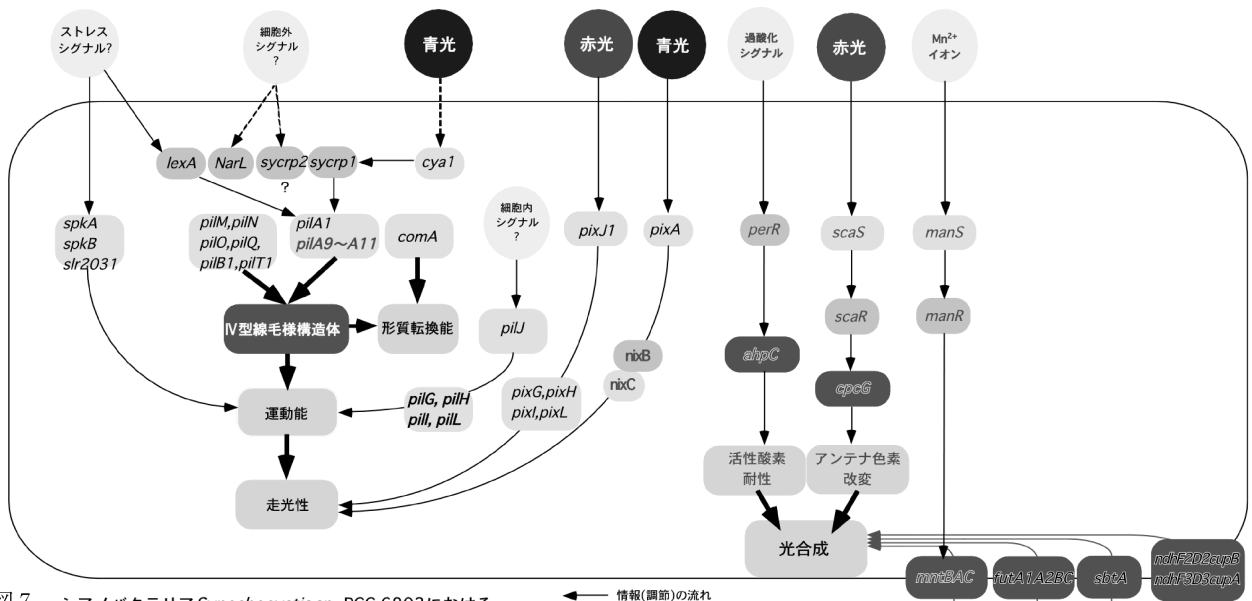 ストレス
シグナル?
細胞外
シグナル
?
青光
赤光
青光
過酸化
シグナル
赤光
Mn²⁺
イオン
lexA
NarL
sycrp2
sycrp1
cya1
?
spkA
spkB
slr2031
pilM,pilN
pilO,pilQ,
pilB1,pilT1
pilA1
pilA9〜A11
comA
細胞内
シグナル
?
pixJ1
pixA
perR
scaS
manS
Ⅳ型線毛様構造体
形質転換能
pilJ
scaR
manR
nixB
nixC
ahpC
cpcG
運動能
pilG, pilH
pilI, pilL
pixG,pixH
pixI,pixL
活性酸素
耐性
アンテナ色素
改変
走光性
光合成
mntBAC
futA1A2BC
sbtA
ndhF2D2cupB
ndhF3D3cupA
情報(調節)の流れ